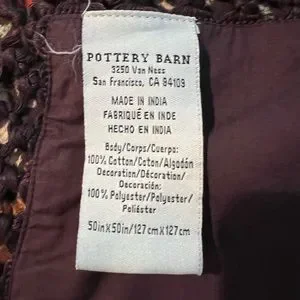 POTTERY BARN
3250 Van Ness
San Francisco, CA 84109
MADE IN INDIA
FABRIQUÉ EN INDE
HECHO EN INDIA
Body/Corps/Cuerpo:
100% Cotton/Coton/Algodón
Decoration/Décoration/
Decoración:
100% Polyester/Polyester/
Poliéster
50in X 50in/127cm X 127cm